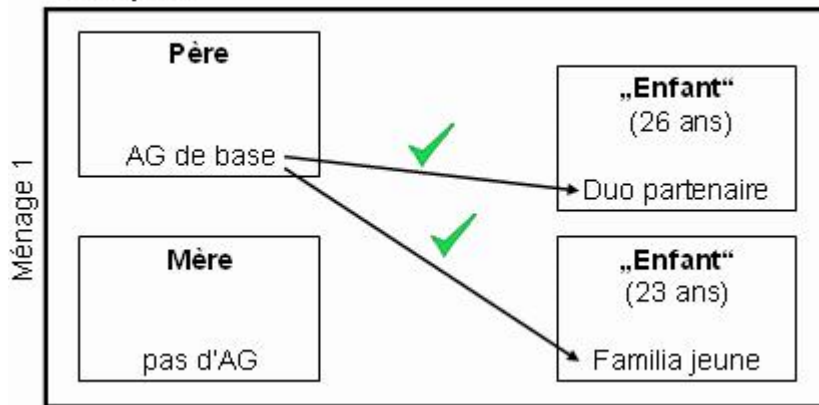 Ménage 1
Père
AG de base
Mère
pas d'AG
„Enfant“
(26 ans)
Duo partenaire
„Enfant“
(23 ans)
Familia jeune